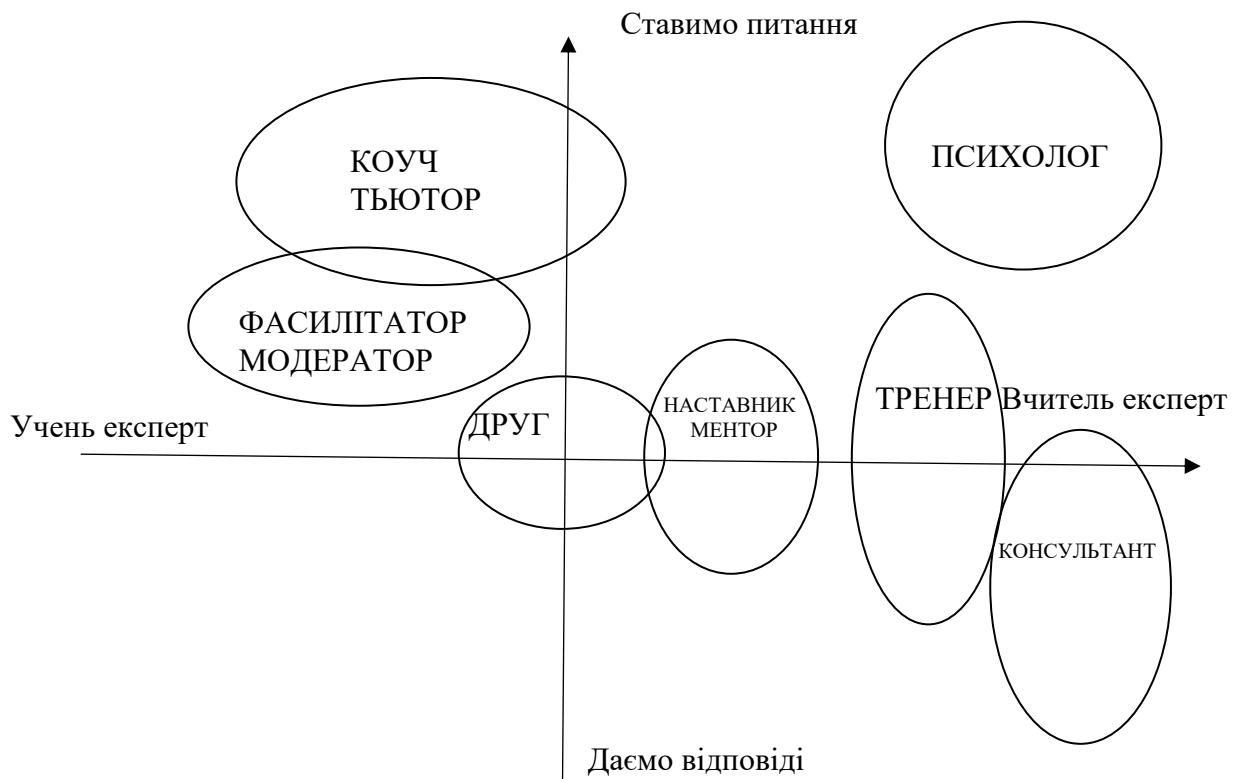 Ставимо питання
КОУЧ
ТЬЮТОР
ПСИХОЛОГ
ФАСИЛІТАТОР
МОДЕРАТОР
Учень експерт
ДРУГ
НАСТАВНИК
МЕНТОР
ТРЕНЕР
Вчитель експерт
КОНСУЛЬТАНТ
Даємо відповіді